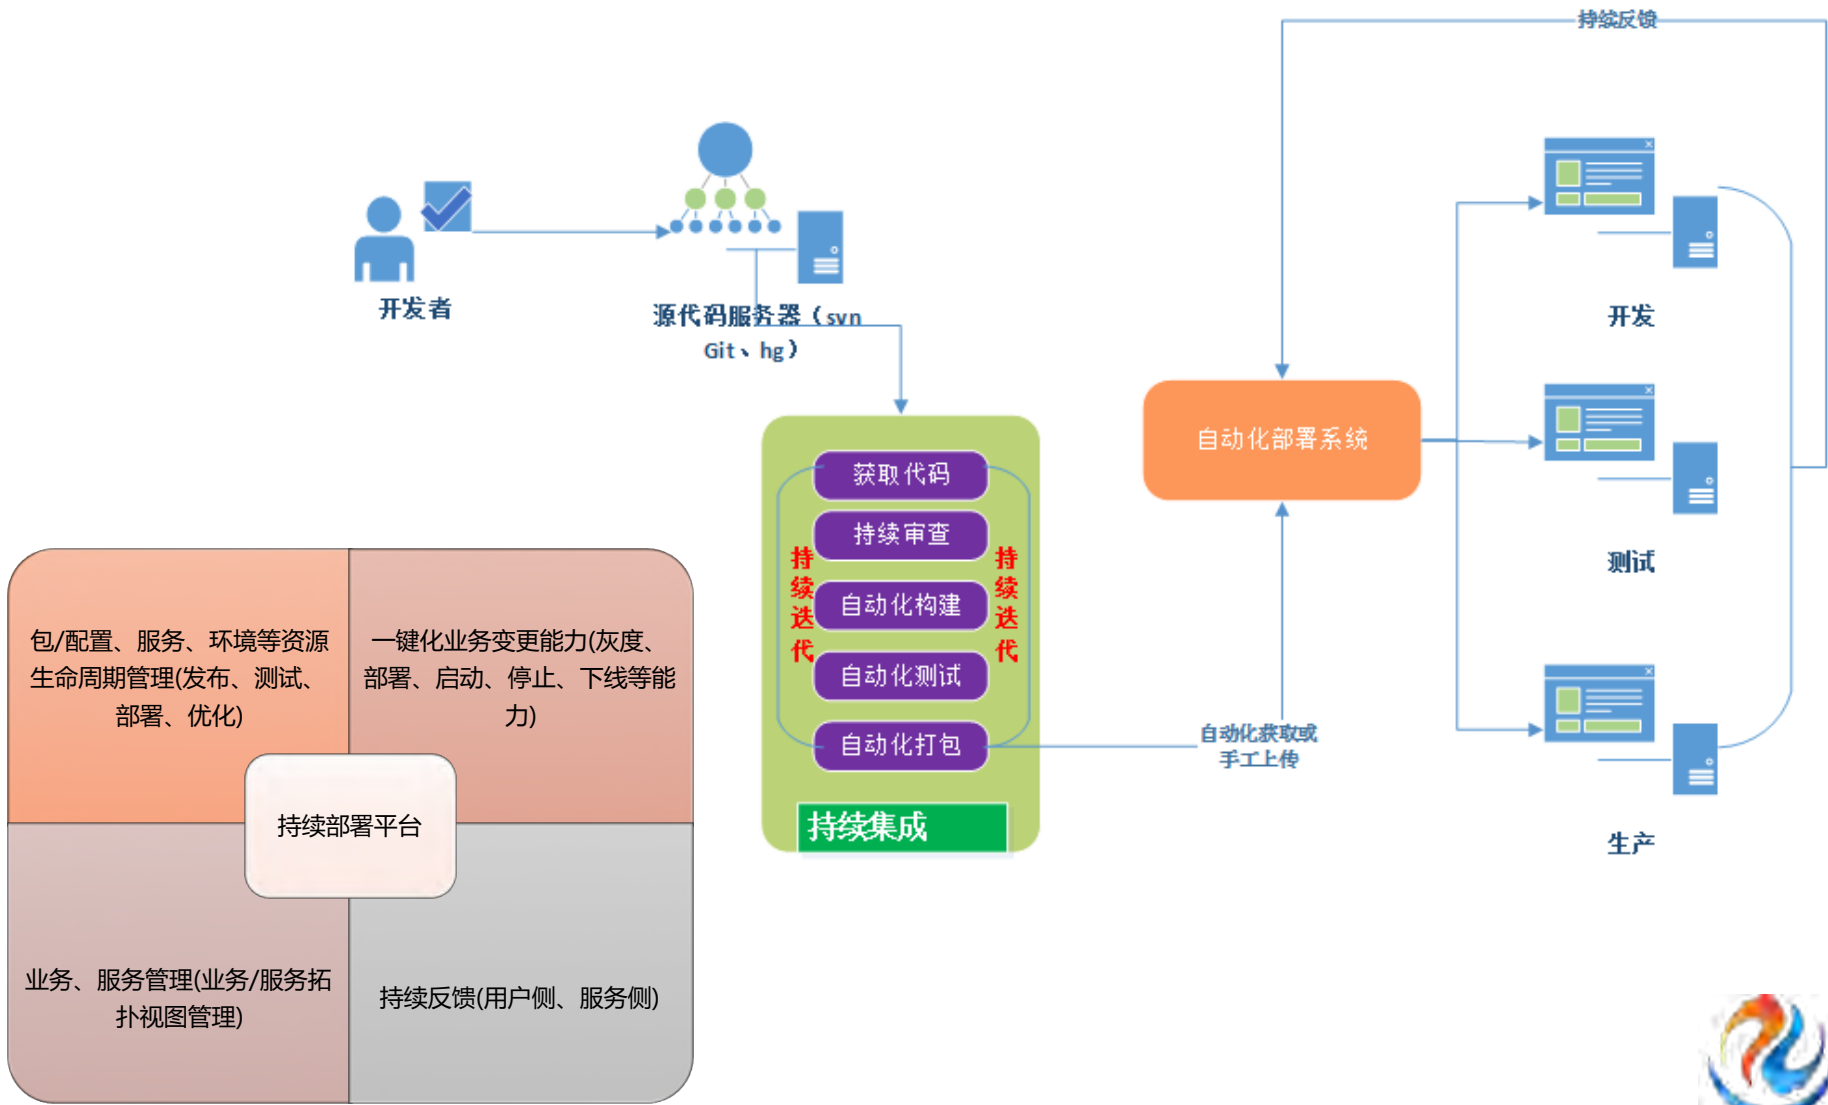 持续反馈
开发者
源代码服务器（svn
Git、hg）
获取代码
持续审查
自动化构建
自动化测试
自动化打包
持
续
迭
代
持
续
迭
代
持续集成
自动化部署系统
自动化获取或
手工上传
开发
测试
生产
包/配置、服务、环境等资源
生命周期管理(发布、测试、
部署、优化)
一键化业务变更能力(灰度、
部署、启动、停止、下线等能
力)
持续部署平台
业务、服务管理(业务/服务拓
扑视图管理)
持续反馈(用户侧、服务侧)